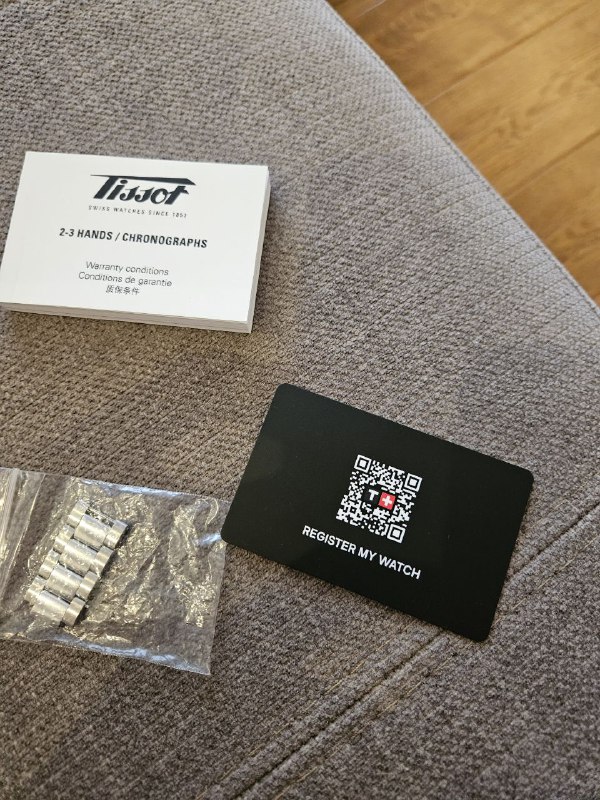 Tissot
SWISS WATCHES SINCE 1853
2-3 HANDS / CHRONOGRAPHS
Warranty conditions
Conditions de garantie
质保条件
T+
REGISTER MY WATCH